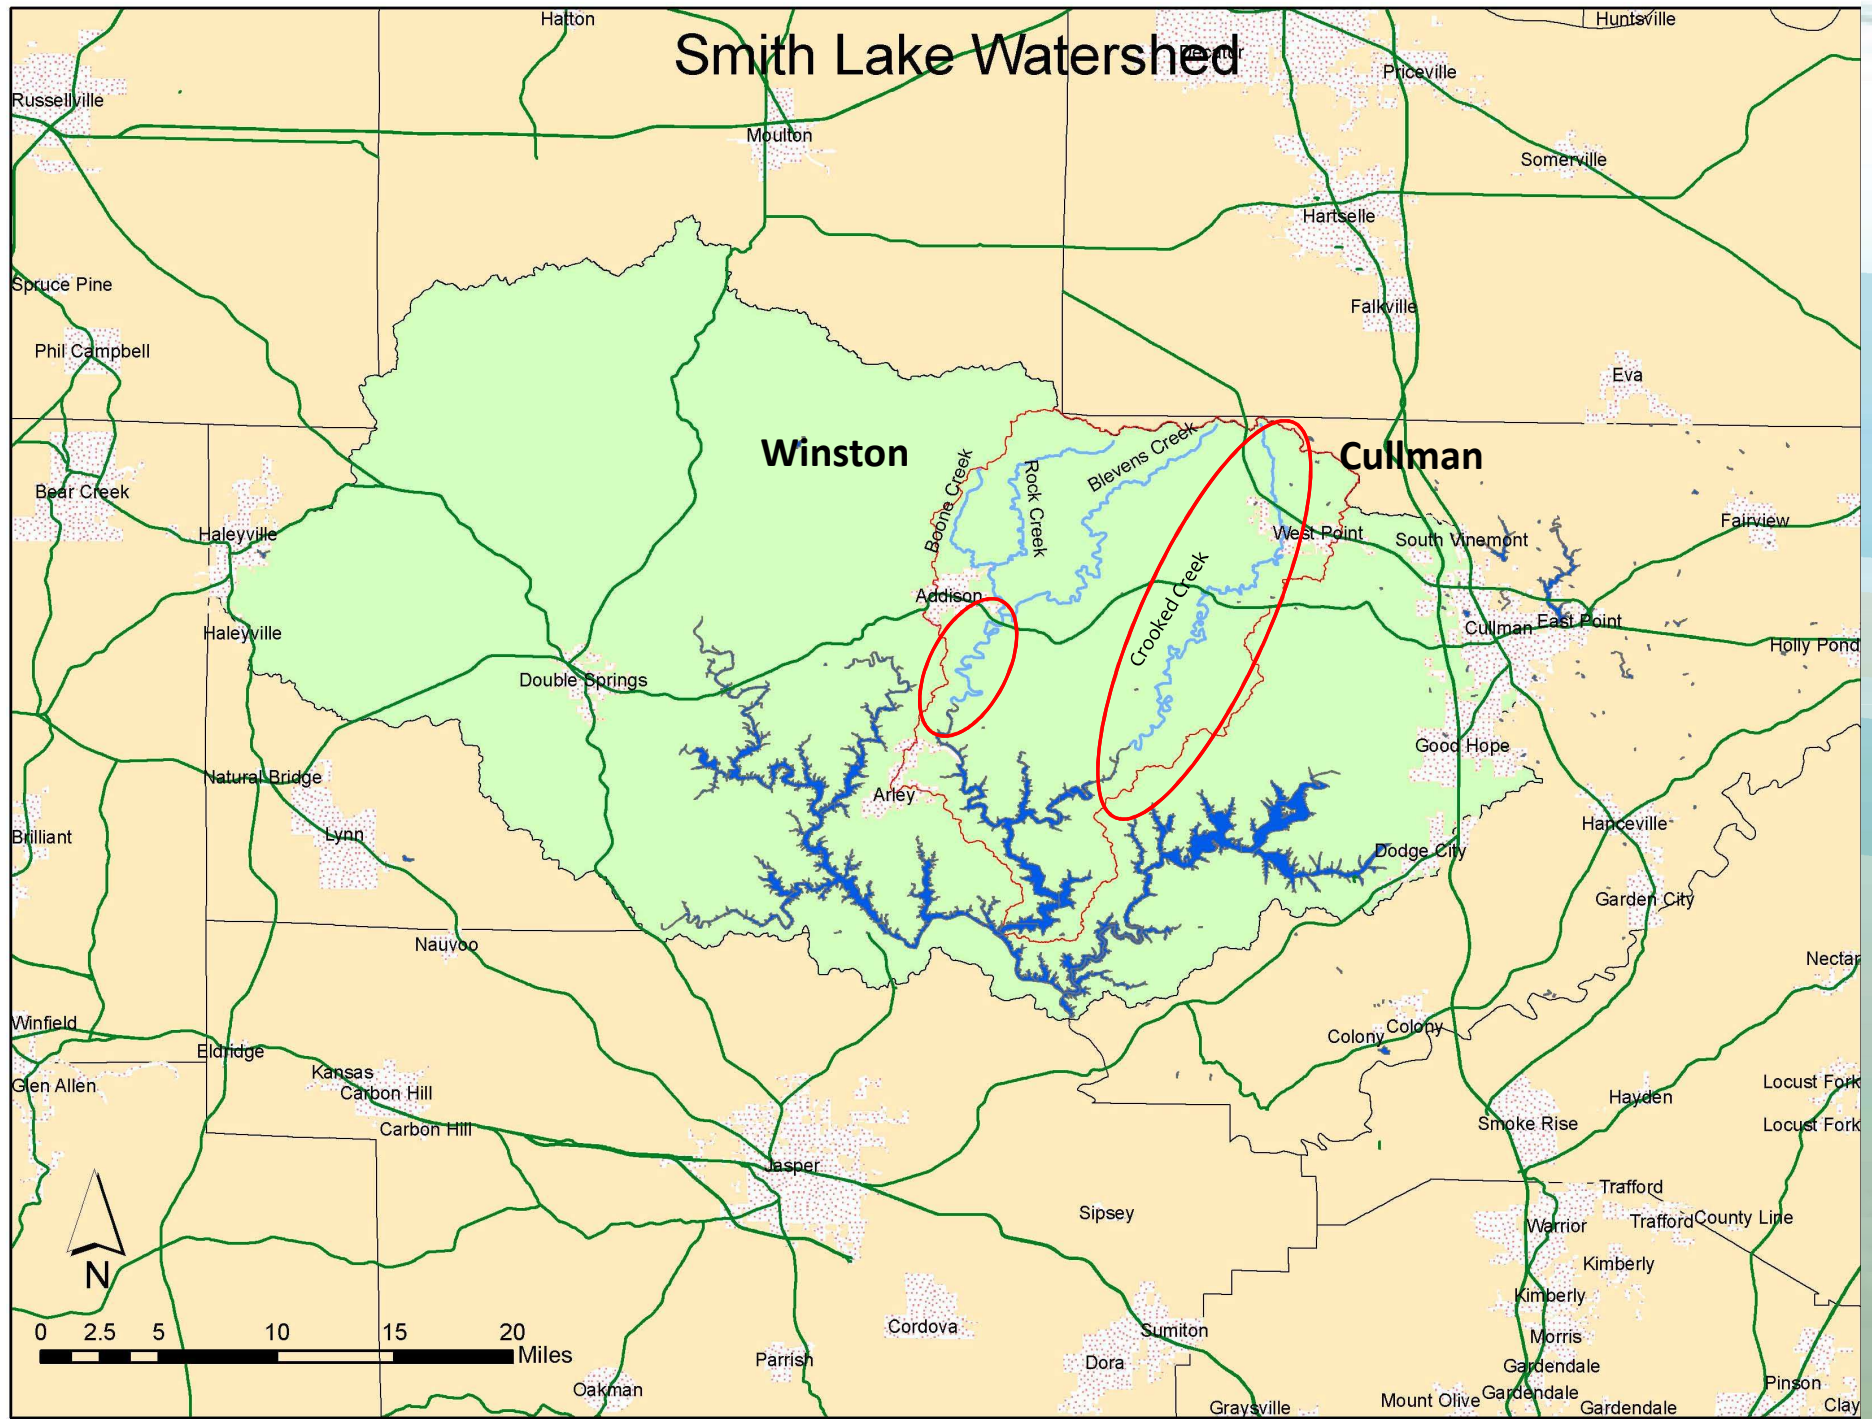 Hatton
Huntsville
Smith Lake Watershed
Decatur
Priceville
Russellville
Moulton
Somerville
Hartselle
Spruce Pine
Falkville
Phil Campbell
Eva
Winston
Cullman
Boone Creek
Rock Creek
Blevens Creek
Bear Creek
Haleyville
West Point
South Vinemont
Fairview
Addison
Crooked Creek
Haleyville
Cullman
East Point
Holly Pond
Double Springs
Good Hope
Natural Bridge
Arley
Brilliant
Lynn
Hanceville
Dodge City
Garden City
Nauvoo
Nectar
Winfield
Colony
Colony
Eldridge
Glen Allen
Kansas
Carbon Hill
Locust Fork
Hayden
Carbon Hill
Smoke Rise
Locust Fork
Jasper
Trafford
Sipsey
Warrior
Trafford
County Line
N
Kimberly
Kimberly
Cordova
Sumiton
Morris
0 2.5 5 10 15 20
Miles
Parrish
Dora
Gardendale
Oakman
Mount Olive
Gardendale
Pinson
Graysville
Gardendale
Clay